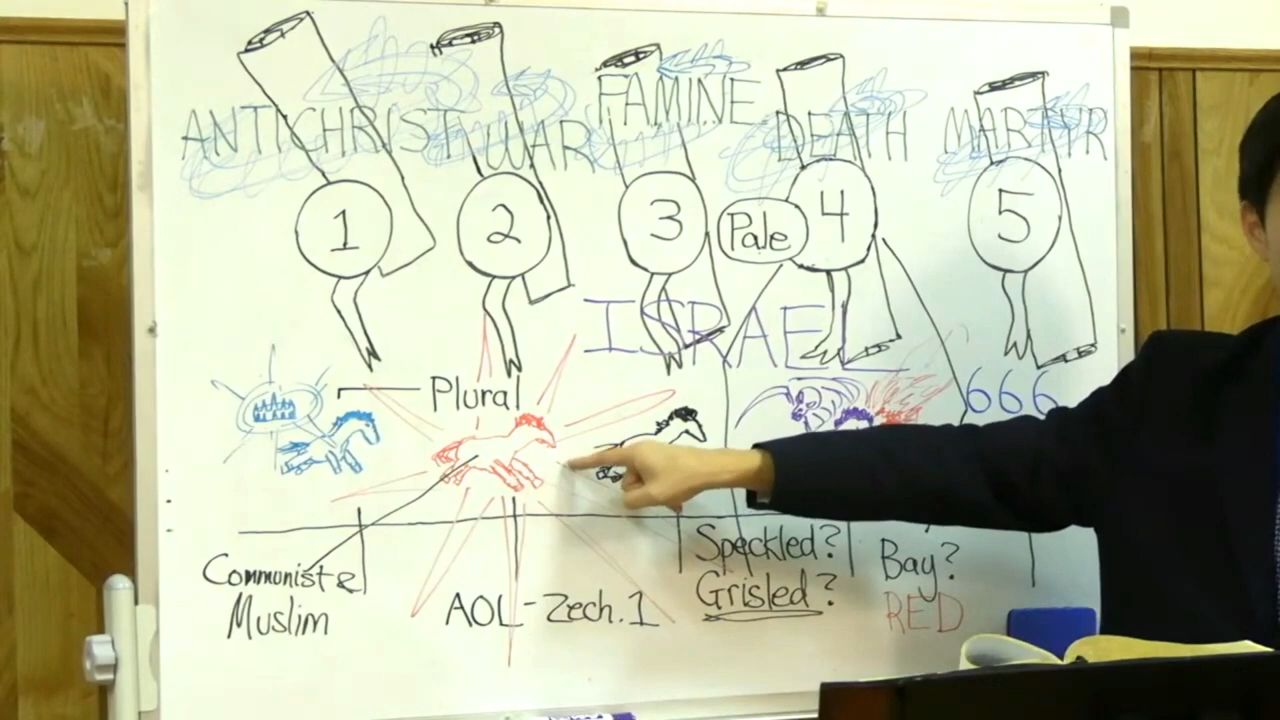 ANTICHRIST WAR FAMINE DEATH MARTYR
1 2 3 Pale 4 5
ISRAEL
Plural
666
Communist &
Muslim
AOL - Zech. 1
Speckled?
Grisled?
Bay?
RED